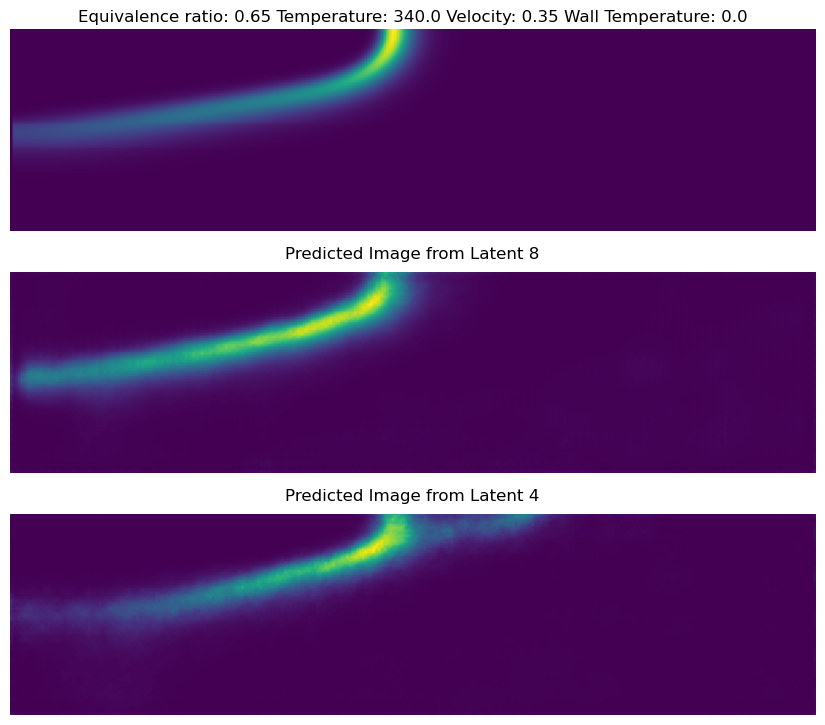 Equivalence ratio: 0.65 Temperature: 340.0 Velocity: 0.35 Wall Temperature: 0.0
Predicted Image from Latent 8
Predicted Image from Latent 4